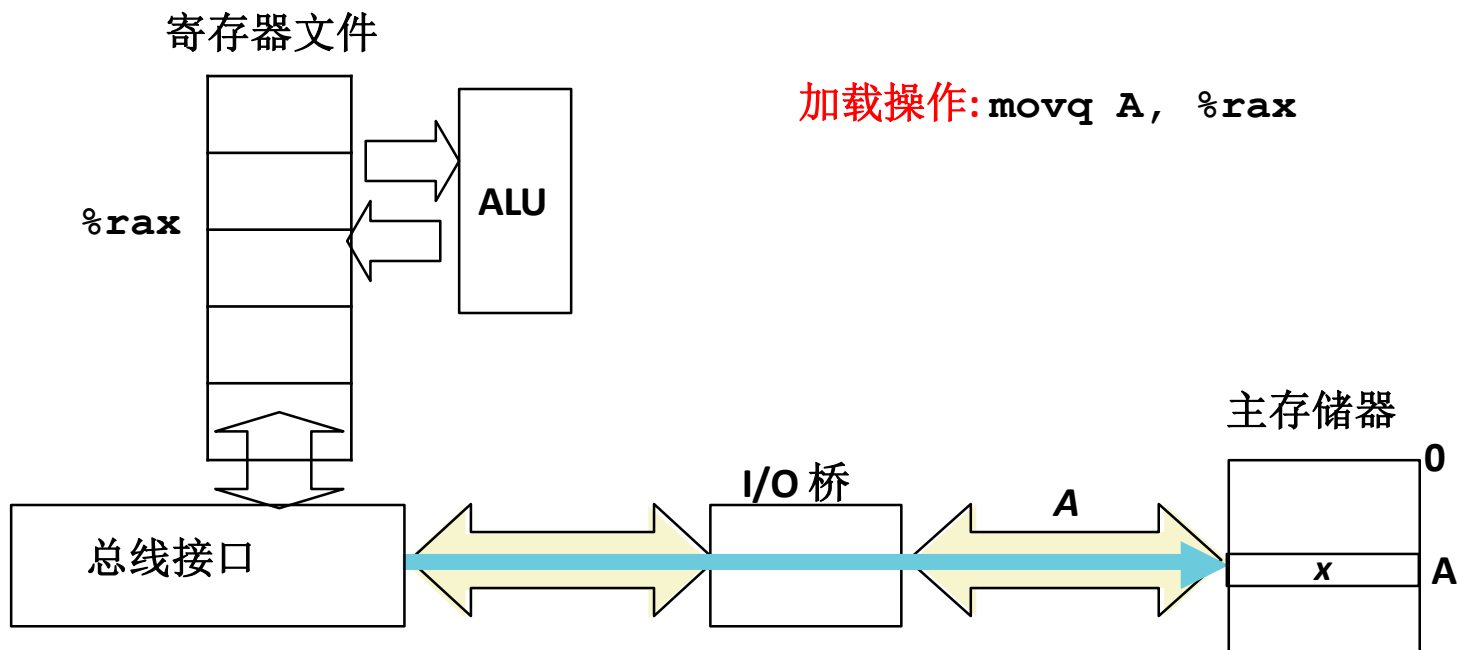 寄存器文件
加载操作: movq A, %rax
ALU
%rax
主存储器
0
I/O 桥
A
总线接口
x
A